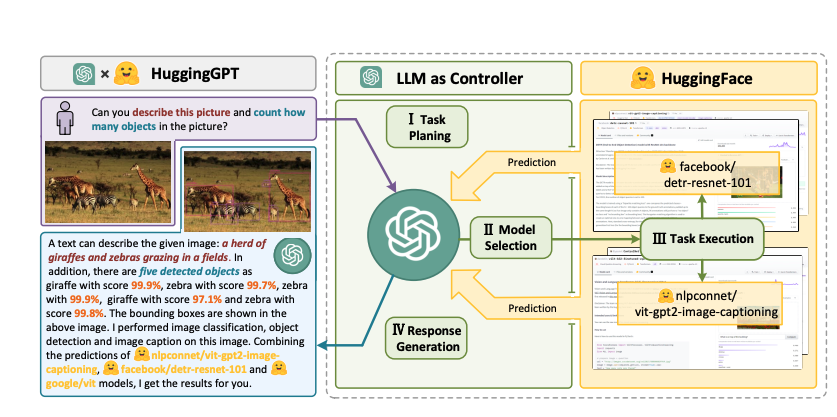 × HuggingGPT
LLM as Controller
HuggingFace
Can you describe this picture and count how
many objects in the picture?
I Task
Planing
Prediction
facebook/
detr-resnet-101
II Model
Selection
III Task Execution
A text can describe the given image: a herd of
giraffes and zebras grazing in a fields. In
addition, there are five detected objects as
giraffe with score 99.9%, zebra with score 99.7%, zebra
with 99.9%, giraffe with score 97.1% and zebra with
score 99.8%. The bounding boxes are shown in the
above image. I performed image classification, object
detection and image caption on this image. Combining
the predictions of nlpconnet/vit-gpt2-image-
captioning, facebook/detr-resnet-101 and
google/vit models, I get the results for you.
Prediction
nlpconnet/
vit-gpt2-image-captioning
IV Response
Generation